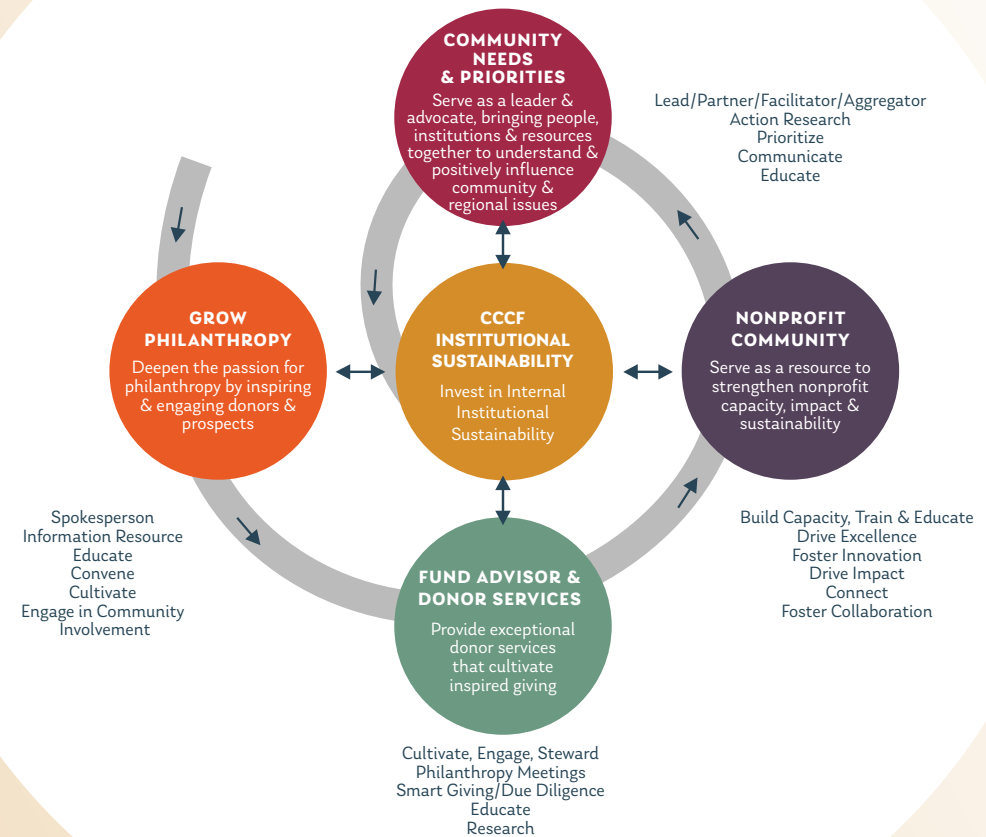 COMMUNITY
NEEDS
& PRIORITIES
Serve as a leader &
advocate, bringing people,
institutions & resources
together to understand &
positively influence
community &
regional issues
Lead/Partner/Facilitator/Aggregator
Action Research
Prioritize
Communicate
Educate
GROW
PHILANTHROPY
Deepen the passion for
philanthropy by inspiring
& engaging donors &
prospects
CCCF
INSTITUTIONAL
SUSTAINABILITY
Invest in Internal
Institutional
Sustainability
NONPROFIT
COMMUNITY
Serve as a resource to
strengthen nonprofit
capacity, impact &
sustainability
Spokesperson
Information Resource
Educate
Convene
Cultivate
Engage in Community
Involvement
FUND ADVISOR &
DONOR SERVICES
Provide exceptional
donor services
that cultivate
inspired giving
Build Capacity, Train & Educate
Drive Excellence
Foster Innovation
Drive Impact
Connect
Foster Collaboration
Cultivate, Engage, Steward
Philanthropy Meetings
Smart Giving/Due Diligence
Educate
Research